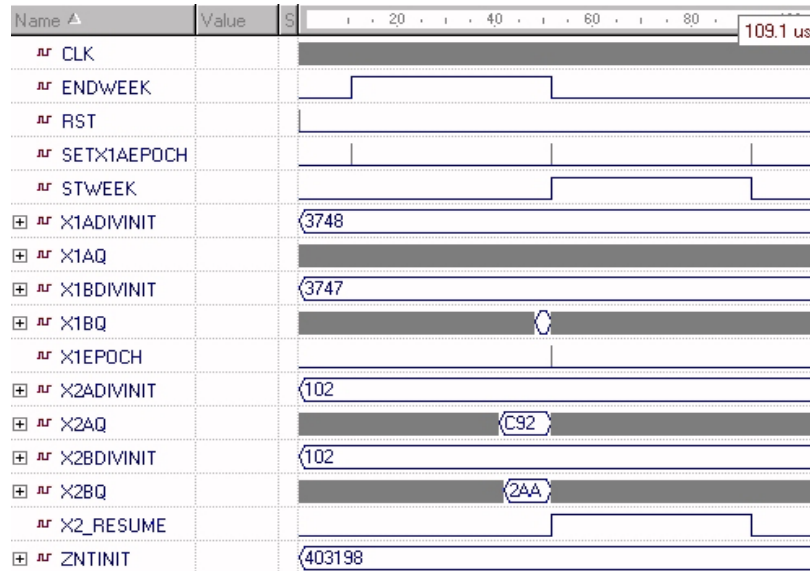 Name Value S 20 40 60 80
109.1 us
CLK
ENDWEEK
RST
SETX1AEPOCH
STWEEK
X1ADIVINIT 3748
X1AQ
X1BDIVINIT 3747
X1BQ
X1EPOCH
X2ADIVINIT 102
X2AQ C92
X2BDIVINIT 102
X2BQ 2AA
X2_RESUME
ZNTINIT 403198